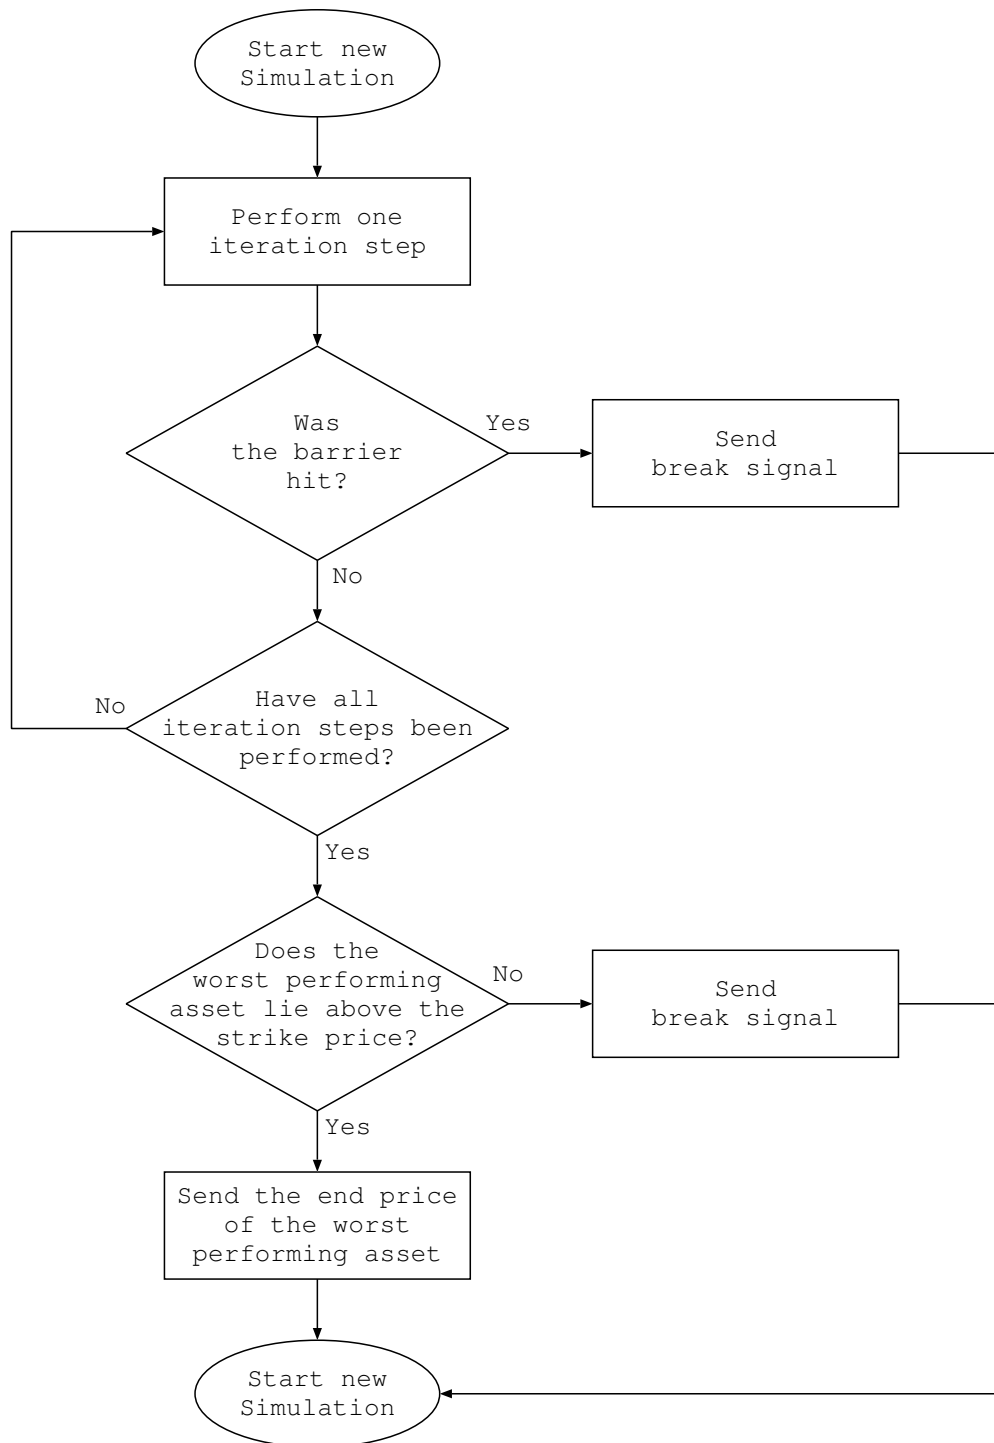 Start new
Simulation
Perform one
iteration step
Was
the barrier
hit?
Yes
Send
break signal
No
Have all
iteration steps been
performed?
No
Yes
Does the
worst performing
asset lie above the
strike price?
No
Send
break signal
Yes
Send the end price
of the worst
performing asset
Start new
Simulation